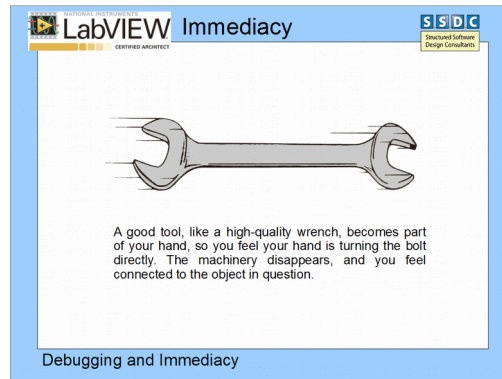 NATIONAL INSTRUMENTS
LabVIEW
CERTIFIED ARCHITECT
Immediacy
SSDC
Structured Software
Design Consultants
A good tool, like a high-quality wrench, becomes part
of your hand, so you feel your hand is turning the bolt
directly. The machinery disappears, and you feel
connected to the object in question.
Debugging and Immediacy